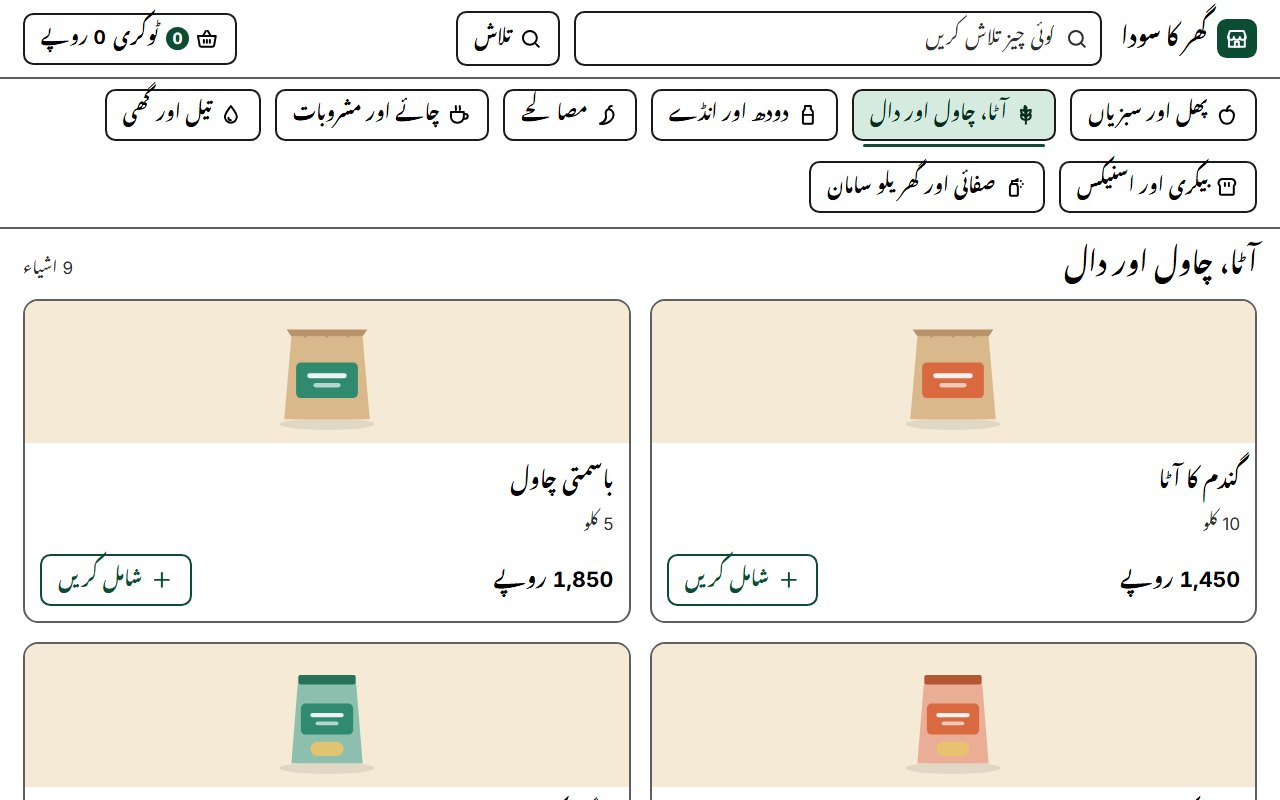 گھر کا سودا
کوئی چیز تلاش کریں
تلاش
ٹوکری 0 روپے
0
پھل اور سبزیاں
آٹا، چاول اور دال
دودھ اور انڈے
مصالحے
چائے اور مشروبات
تیل اور گھی
بیکری اور اسنیکس
صفائی اور گھریلو سامان
آٹا، چاول اور دال
9 اشیاء
گندم کا آٹا
10 کلو
1,450 روپے
شامل کریں
باسمتی چاول
5 کلو
1,850 روپے
شامل کریں